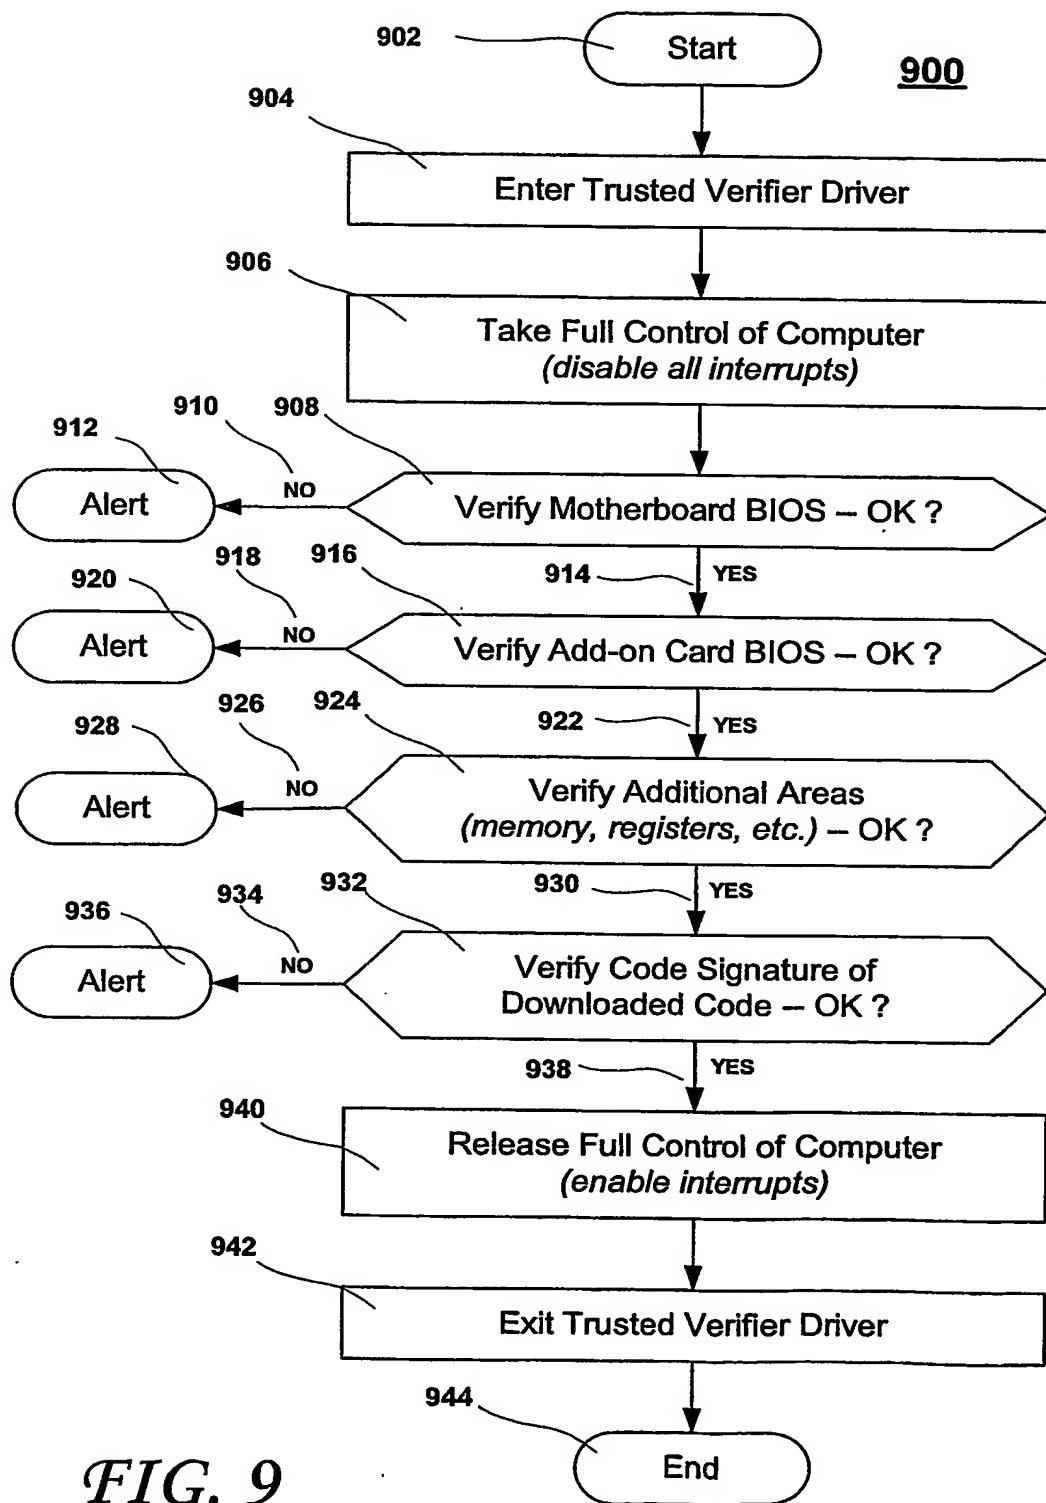 902
Start
900
904
Enter Trusted Verifier Driver
906
Take Full Control of Computer
(disable all interrupts)
910
908
912
Alert
NO
Verify Motherboard BIOS – OK ?
914
YES
918
916
920
Alert
NO
Verify Add-on Card BIOS – OK ?
922
YES
926
924
928
Alert
NO
Verify Additional Areas
(memory, registers, etc.) – OK ?
930
YES
934
932
936
Alert
NO
Verify Code Signature of
Downloaded Code – OK ?
938
YES
940
Release Full Control of Computer
(enable interrupts)
942
Exit Trusted Verifier Driver
944
End
FIG. 9